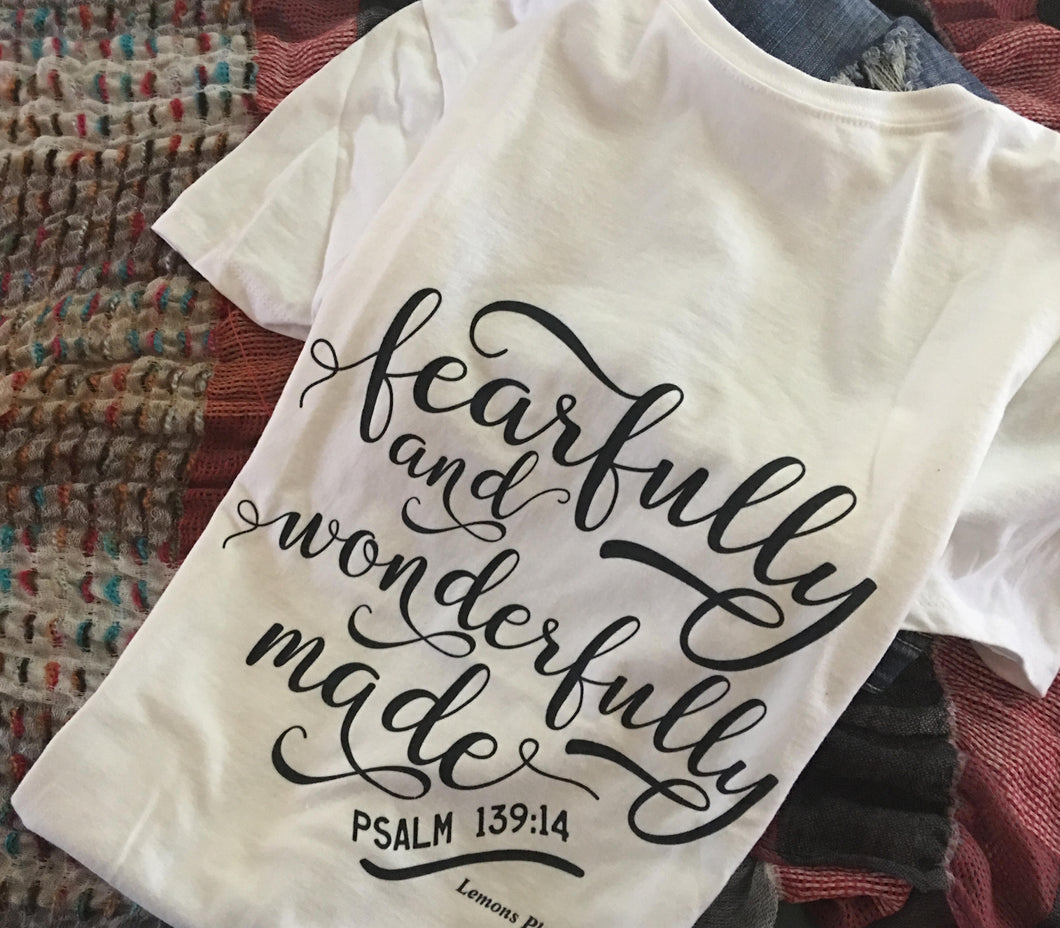 fearfully
and
wonderfully
made
PSALM 139:14
Lemons